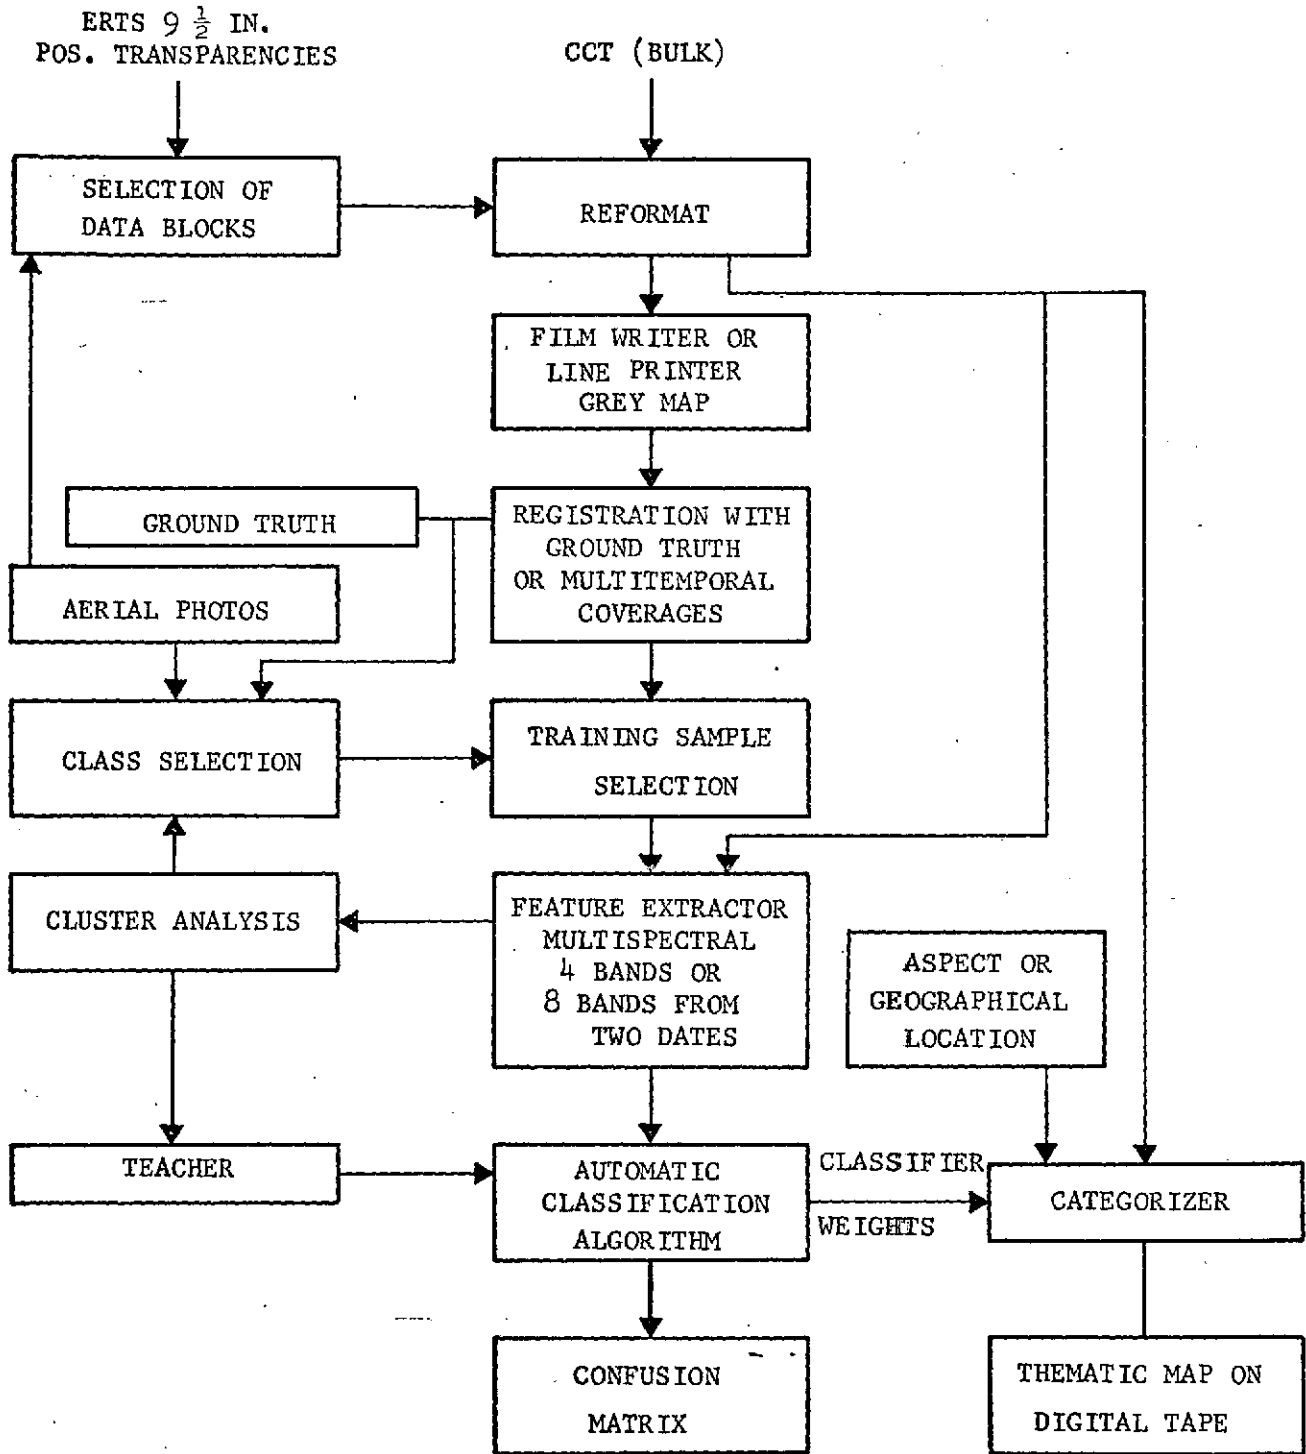 ERTS 9 1/2 IN.
POS. TRANSPARENCIES
CCT (BULK)
SELECTION OF
DATA BLOCKS
REFORMAT
FILM WRITER OR
LINE PRINTER
GREY MAP
GROUND TRUTH
REGISTRATION WITH
GROUND TRUTH
OR MULTITEMPORAL
COVERAGES
AERIAL PHOTOS
CLASS SELECTION
TRAINING SAMPLE
SELECTION
CLUSTER ANALYSIS
FEATURE EXTRACTOR
MULTISPECTRAL
4 BANDS OR
8 BANDS FROM
TWO DATES
ASPECT OR
GEOGRAPHICAL
LOCATION
TEACHER
AUTOMATIC
CLASSIFICATION
ALGORITHM
CLASSIFIER
WEIGHTS
CATEGORIZER
CONFUSION
MATRIX
THEMATIC MAP ON
DIGITAL TAPE